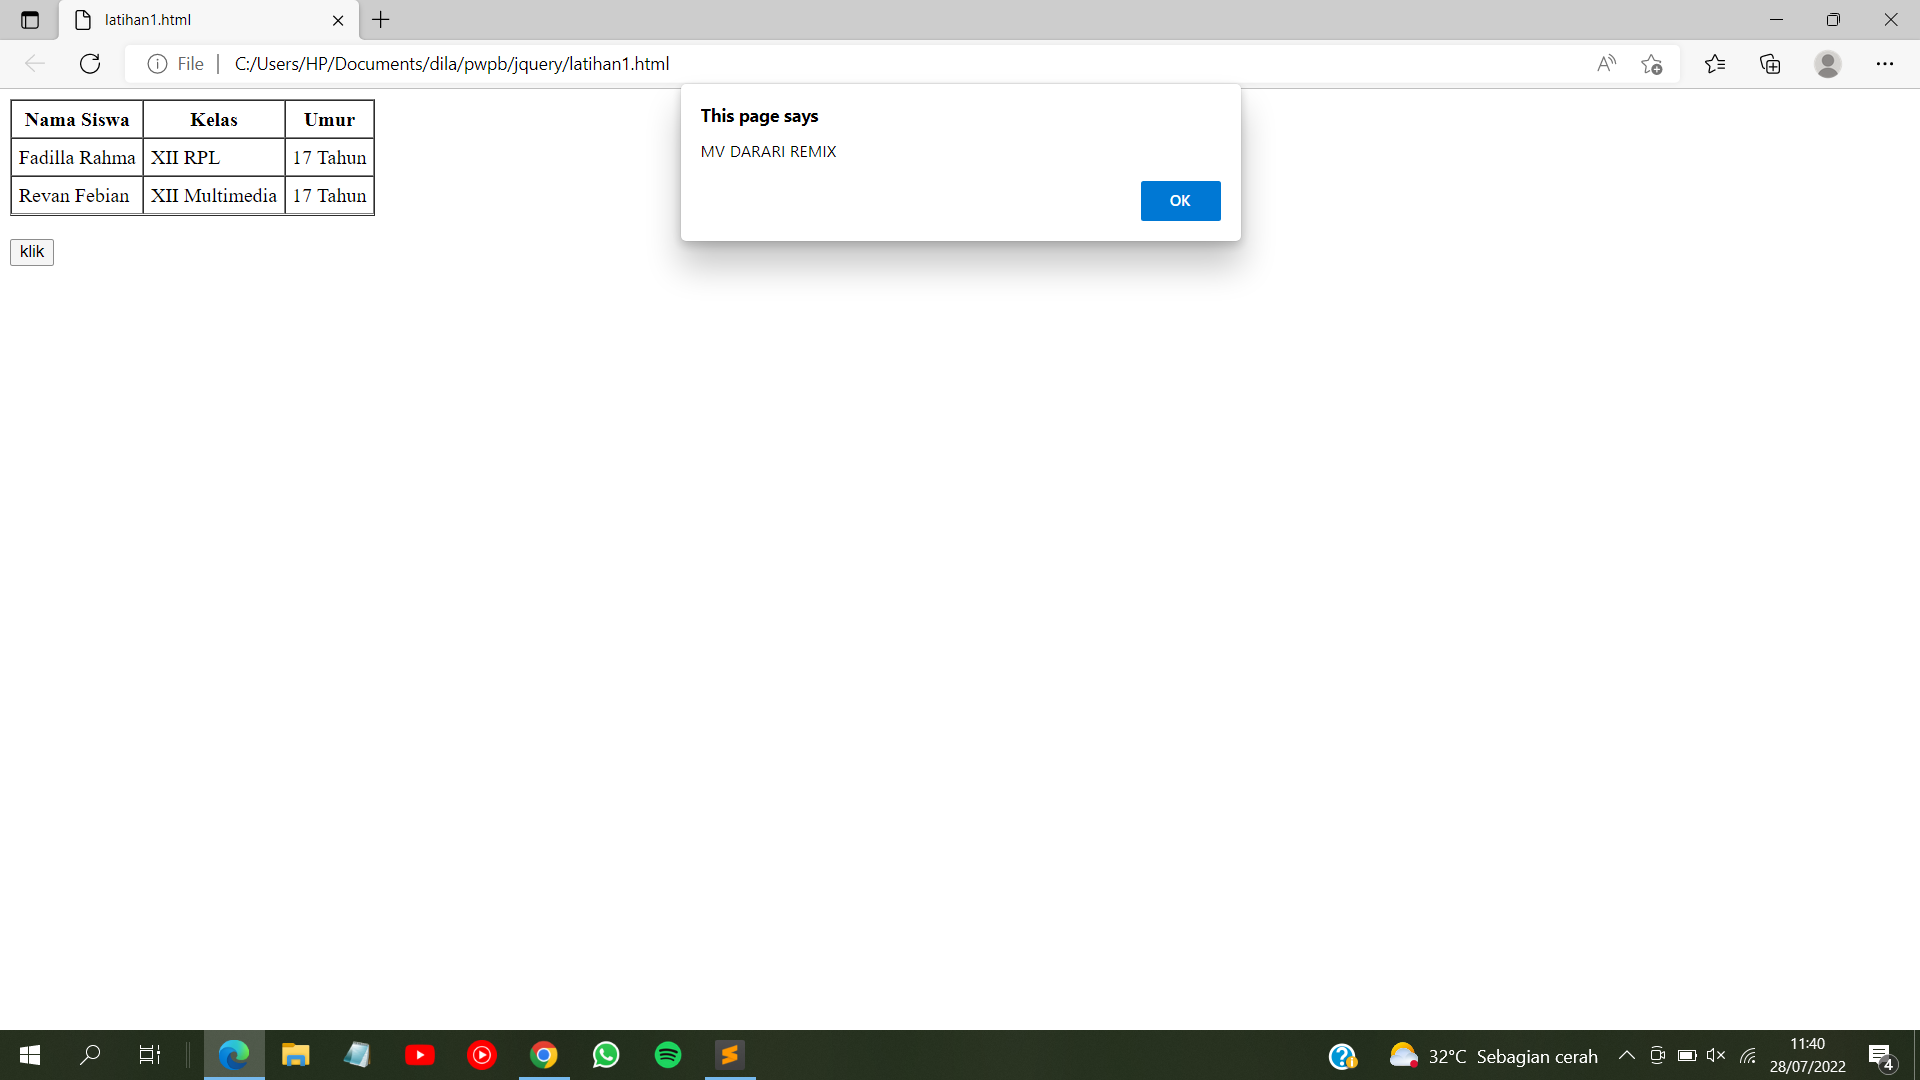 latihan1.html
File
C:/Users/HP/Documents/dila/pwpb/jquery/latihan1.html
This page says
MV DARARI REMIX
OK
Nama Siswa Kelas Umur
Fadilla Rahma XII RPL 17 Tahun
Revan Febian XII Multimedia 17 Tahun
klik
32°C Sebagian cerah
11:40
28/07/2022
4